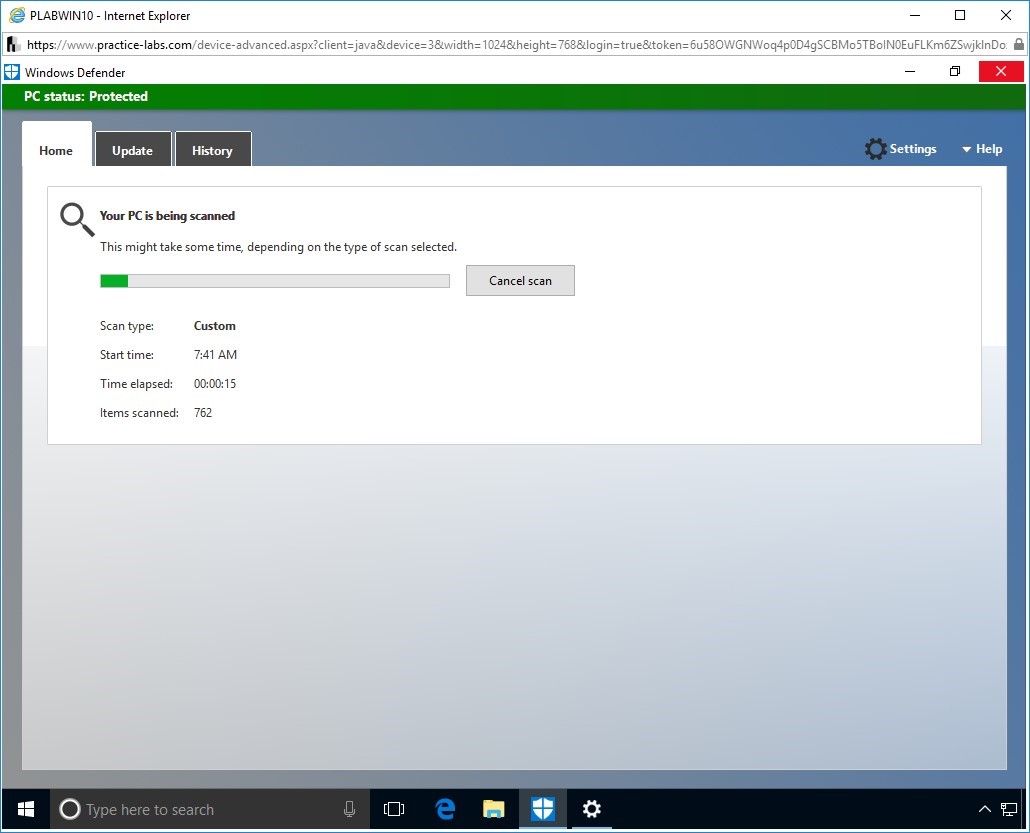 PLABWIN10 - Internet Explorer
https://www.practice-labs.com/device-advanced.aspx?client=java&device=3&width=1024&height=768&login=true&token=
Windows Defender
PC status: Protected
Home
Update
History
Settings
Help
Your PC is being scanned
This might take some time, depending on the type of scan selected.
Cancel scan
Scan type: Custom
Start time: 7:41 AM
Time elapsed: 00:00:15
Items scanned: 762
Type here to search